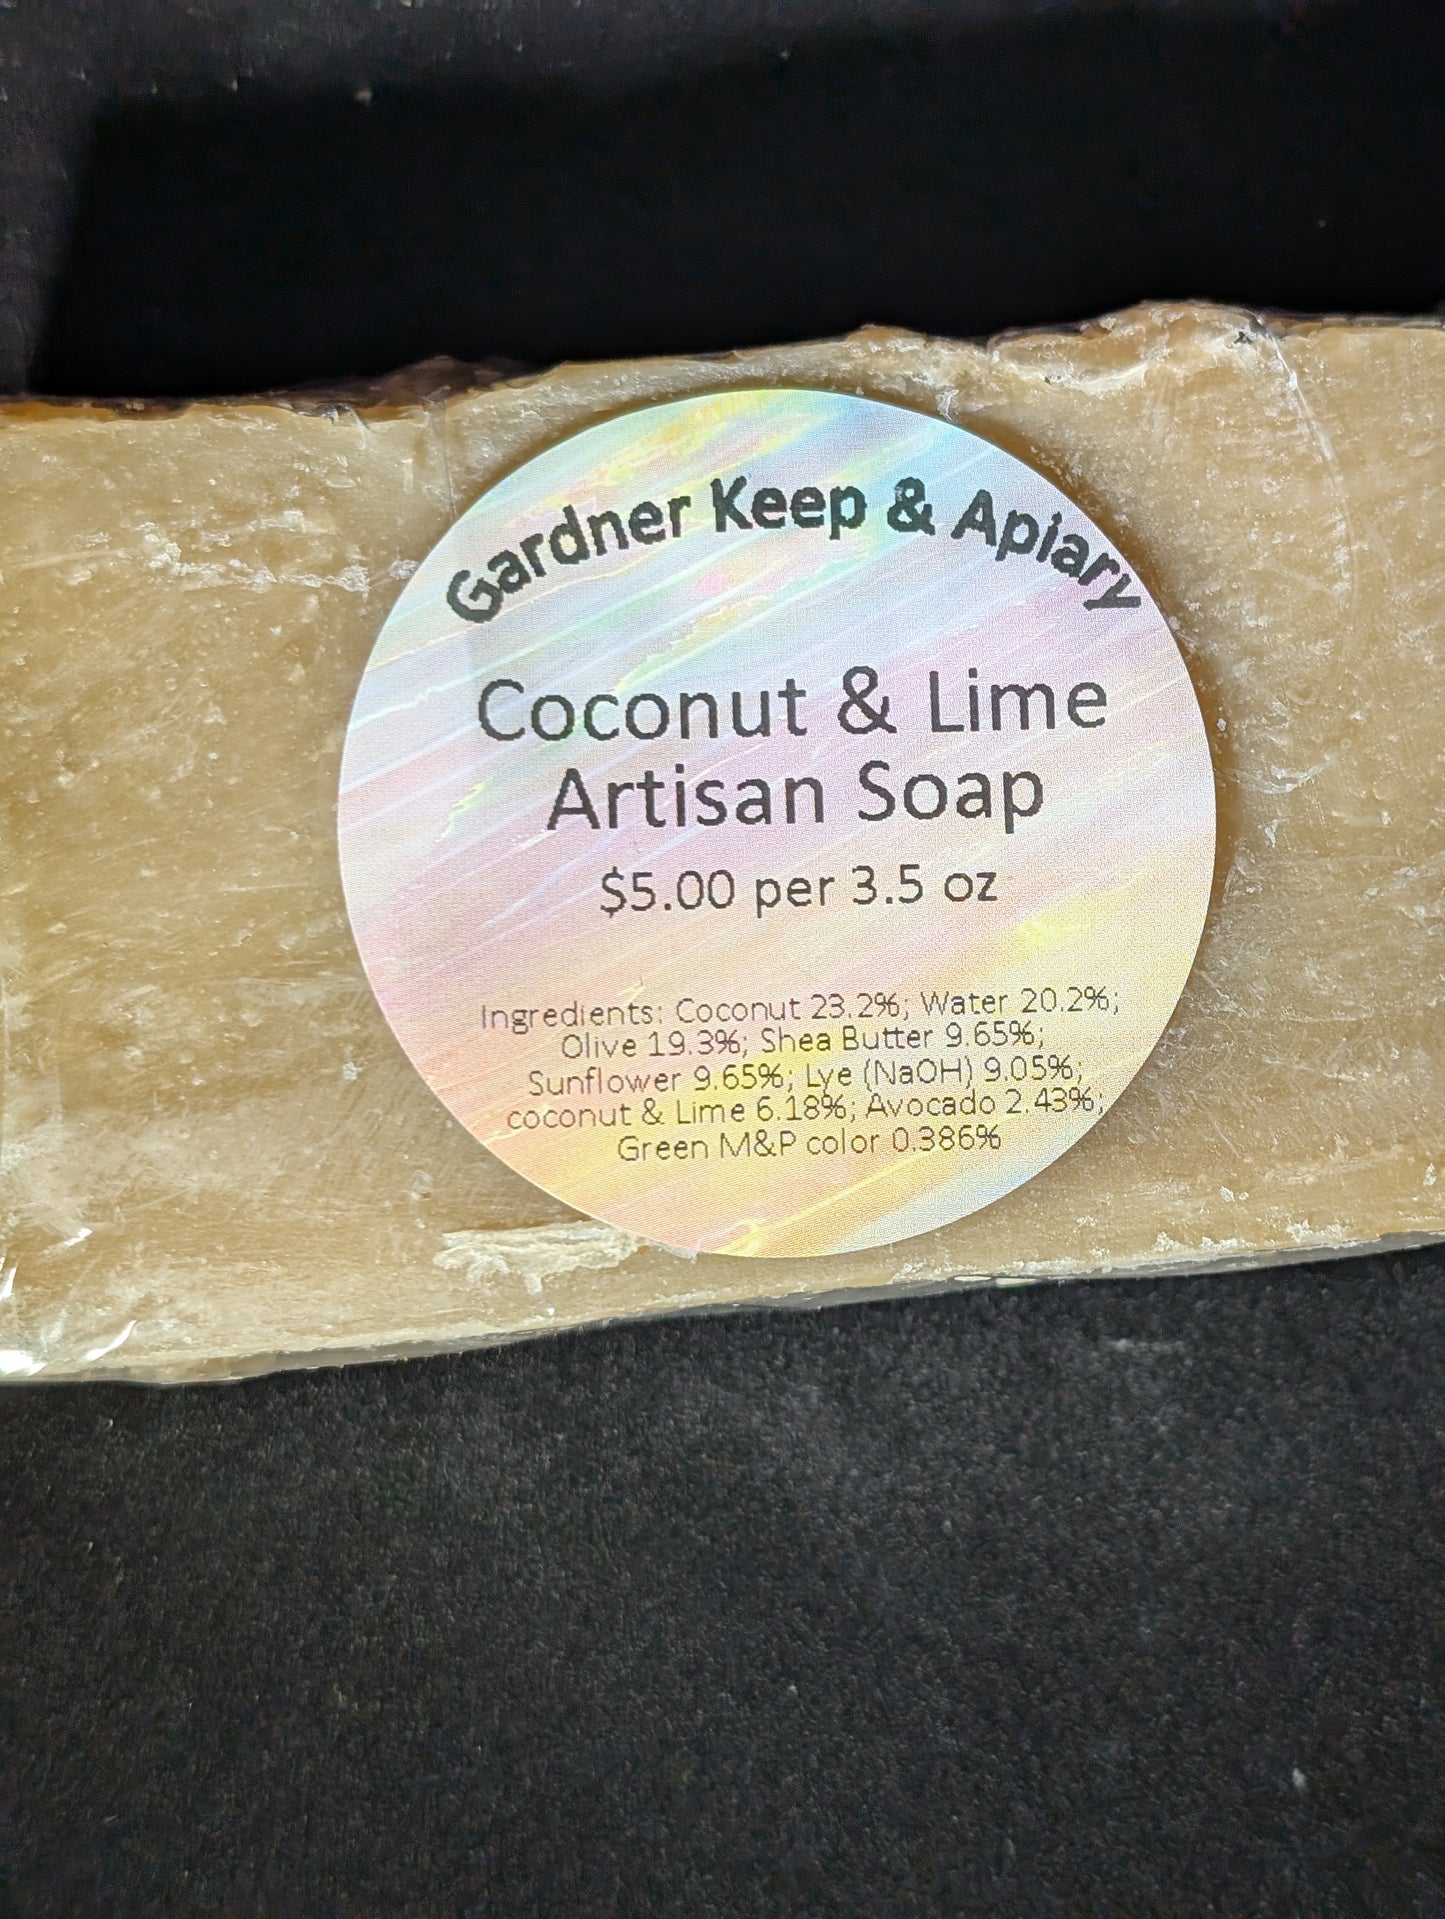 Gardner Keep & Apiary
Coconut & Lime
Artisan Soap
$5.00 per 3.5 oz
Ingredients: Coconut 23.2%; Water 20.2%;
Olive 19.3%; Shea Butter 9.65%;
Sunflower 9.65%; Lye (NaOH) 9.05%;
coconut & Lime 6.18%; Avocado 2.43%;
Green M&P color 0.386%